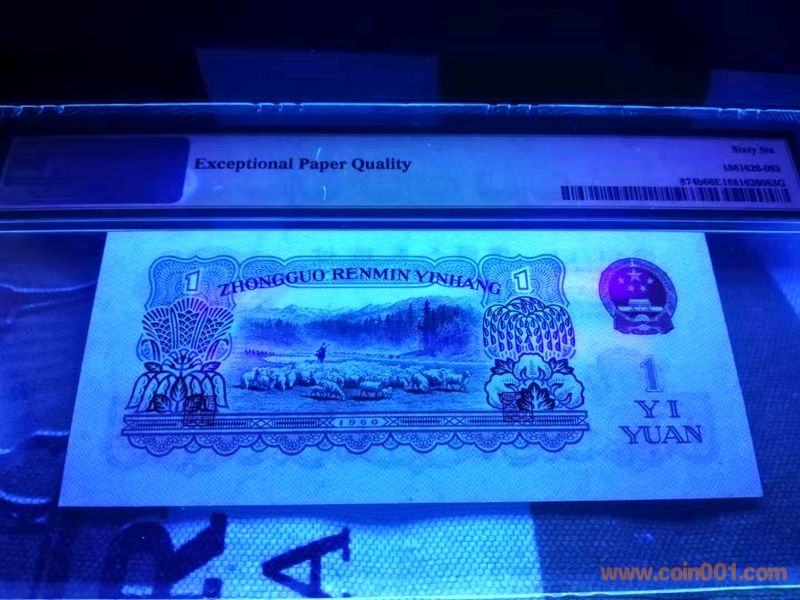 Exceptional Paper Quality
Sixty Six
1881626-083
874b66E1881626083G
1 ZHONGGUO RENMIN YINHANG 1
1960
1
YI
YUAN
R
A
www.coin001.com